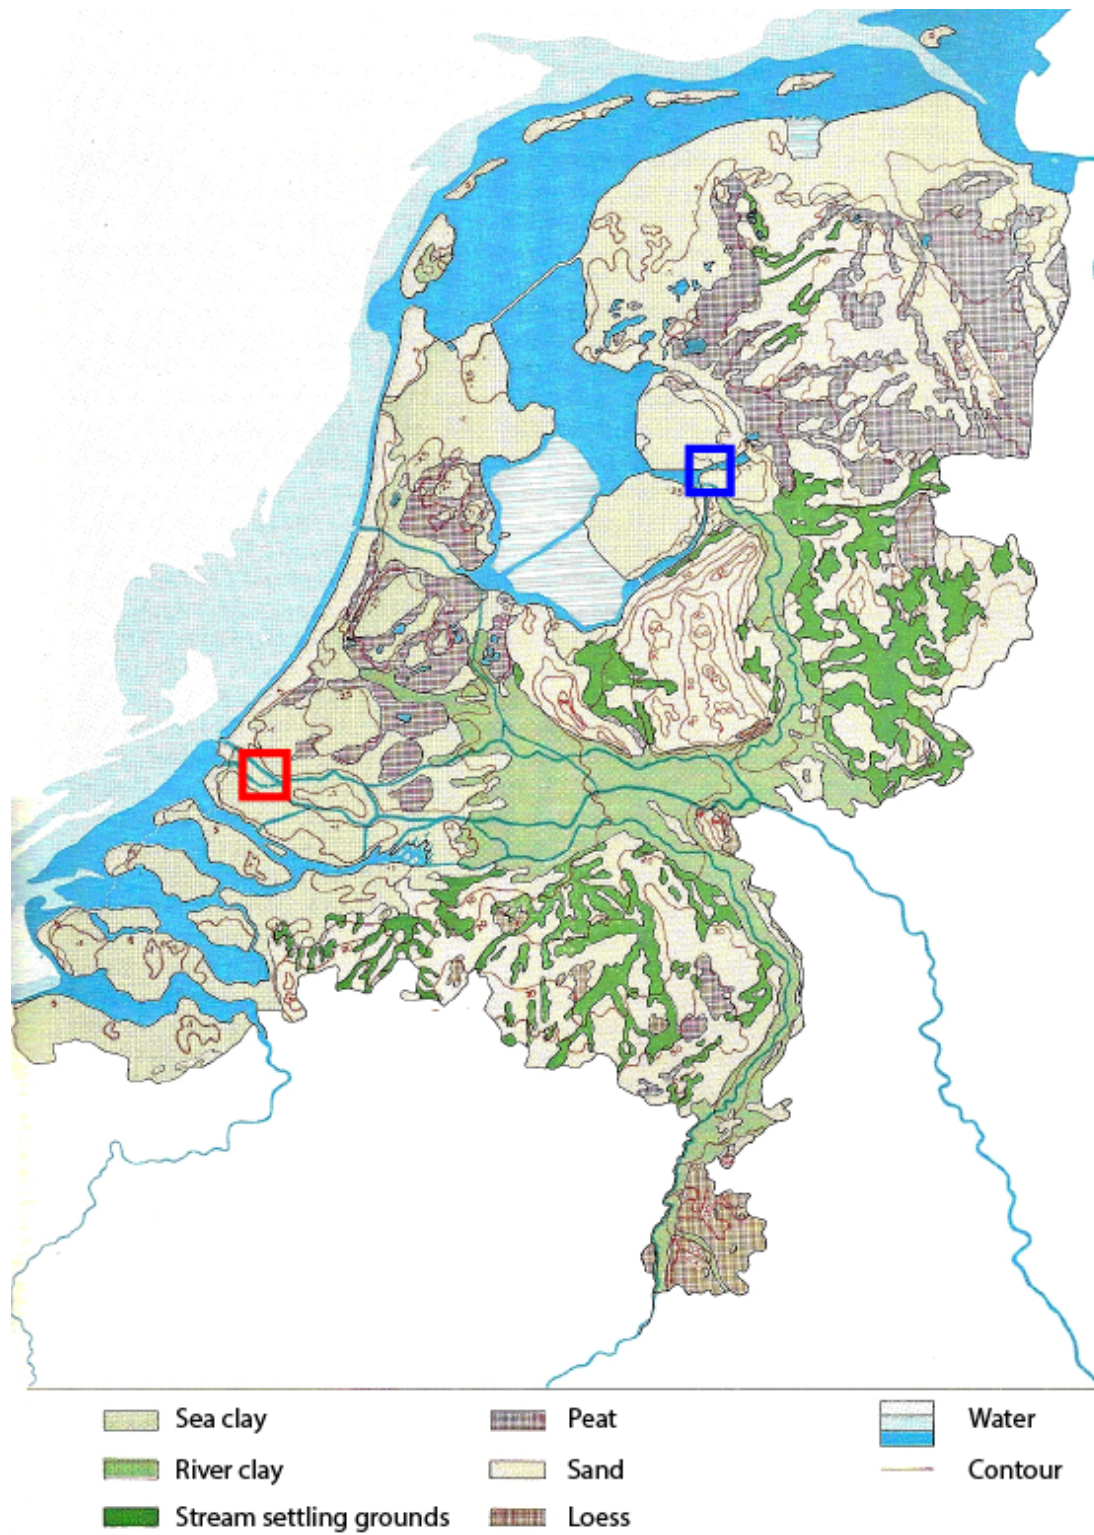 Sea clay
Peat
Water
River clay
Sand
Contour
Stream settling grounds
Loess